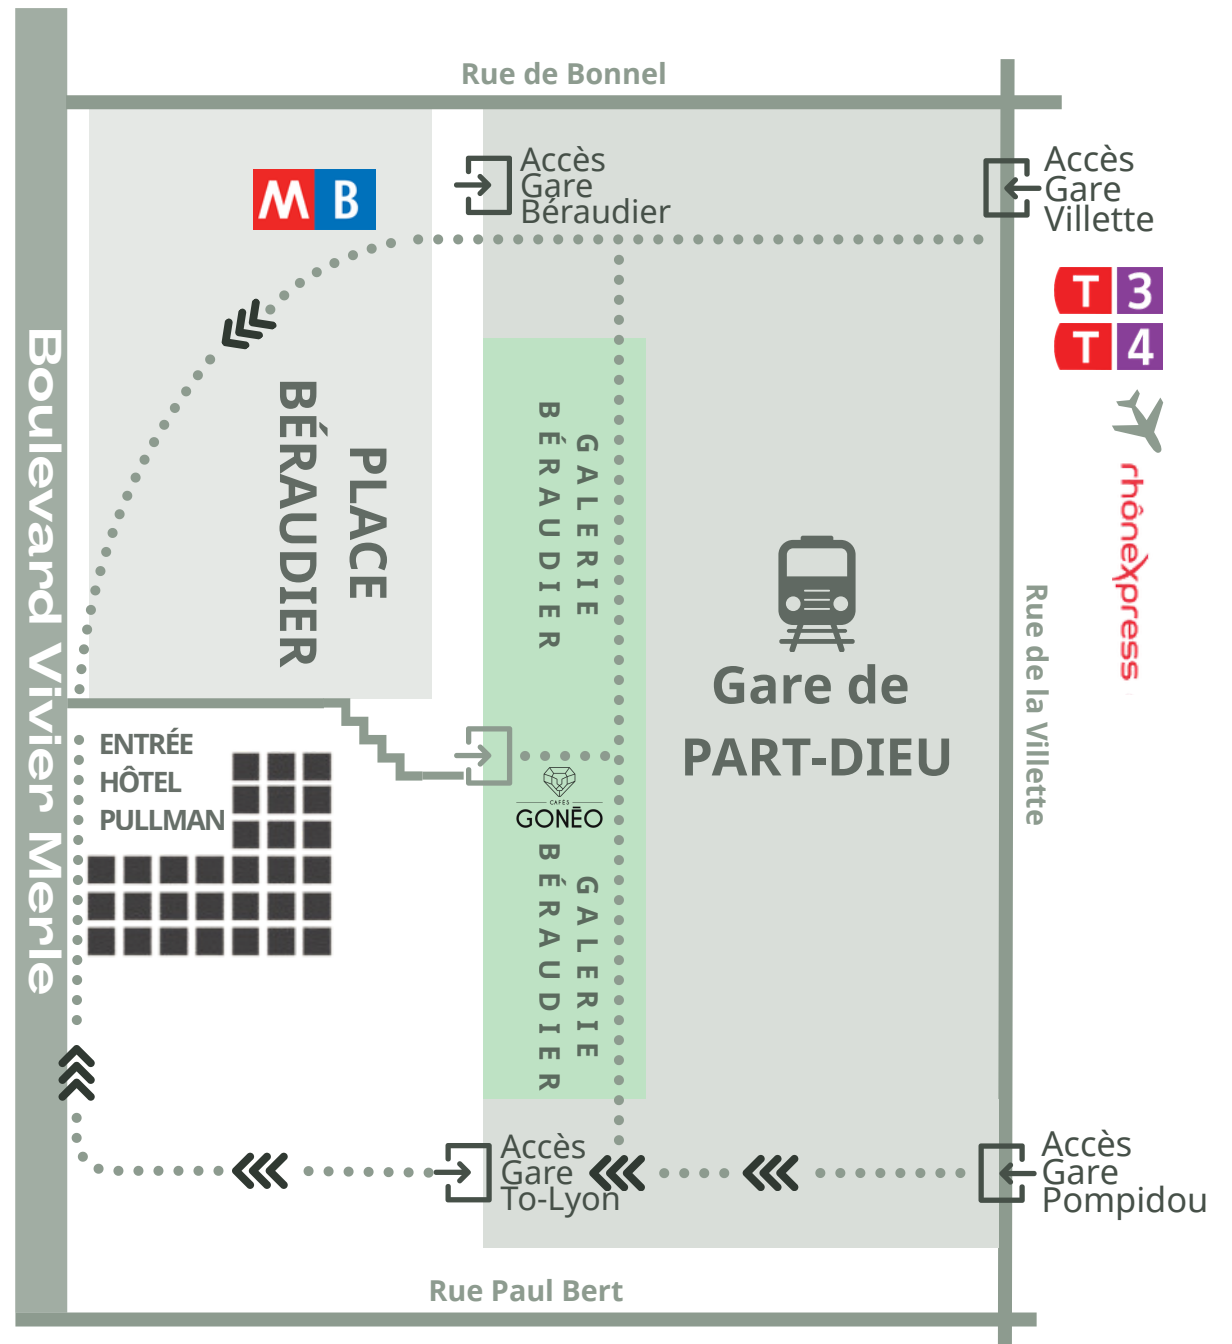 Rue de Bonnel
M B
Accès
Gare
Béraudier
Accès
Gare
Villette
T 3
T 4
rhônexpress
Boulevard Vivier Merle
PLACE
BÉRAUDIER
GALERIE
BÉRAUDIER
Gare de
PART-DIEU
Rue de la Villette
ENTRÉE
HÔTEL
PULLMAN
CAFÉS
GONĒO
GALERIE
BÉRAUDIER
Accès
Gare
To-Lyon
Accès
Gare
Pompidou
Rue Paul Bert